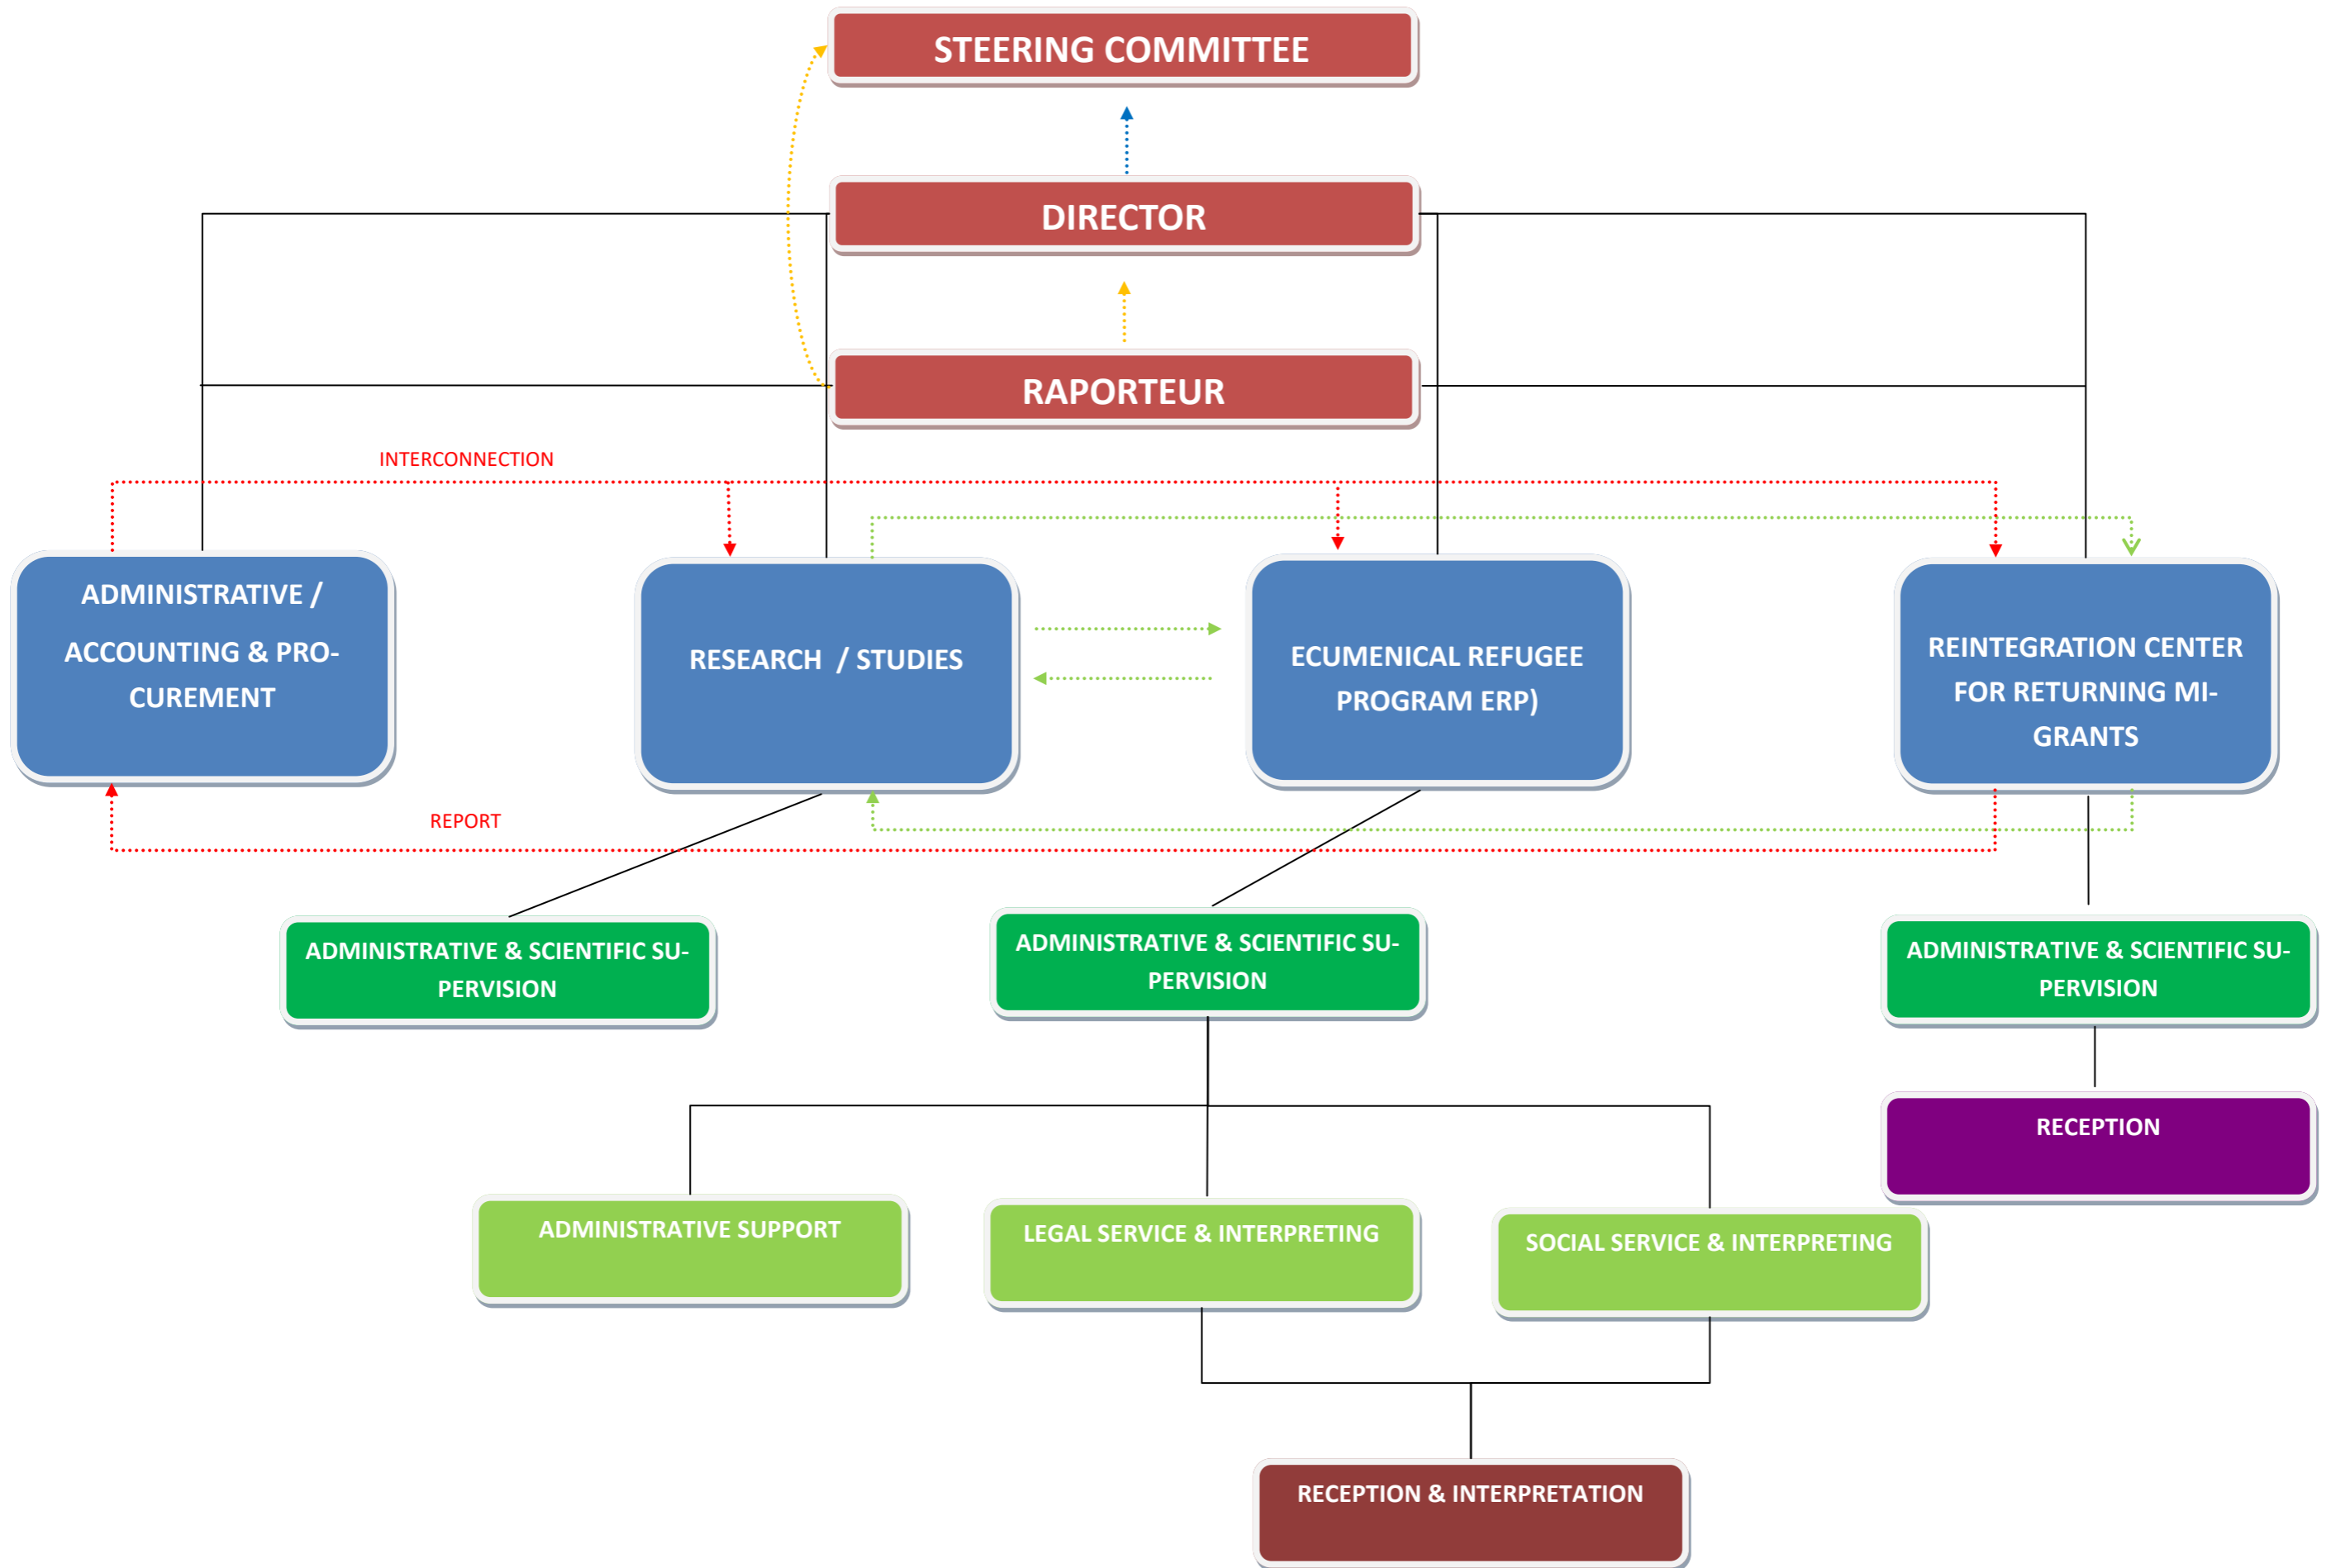 STEERING COMMITTEE
DIRECTOR
RAPORTEUR
INTERCONNECTION
ADMINISTRATIVE /
ACCOUNTING & PRO-
CUREMENT
RESEARCH / STUDIES
ECUMENICAL REFUGEE
PROGRAM ERP)
REINTEGRATION CENTER
FOR RETURNING MI-
GRANTS
REPORT
ADMINISTRATIVE & SCIENTIFIC SU-
PERVISION
ADMINISTRATIVE & SCIENTIFIC SU-
PERVISION
ADMINISTRATIVE & SCIENTIFIC SU-
PERVISION
RECEPTION
ADMINISTRATIVE SUPPORT
LEGAL SERVICE & INTERPRETING
SOCIAL SERVICE & INTERPRETING
RECEPTION & INTERPRETATION